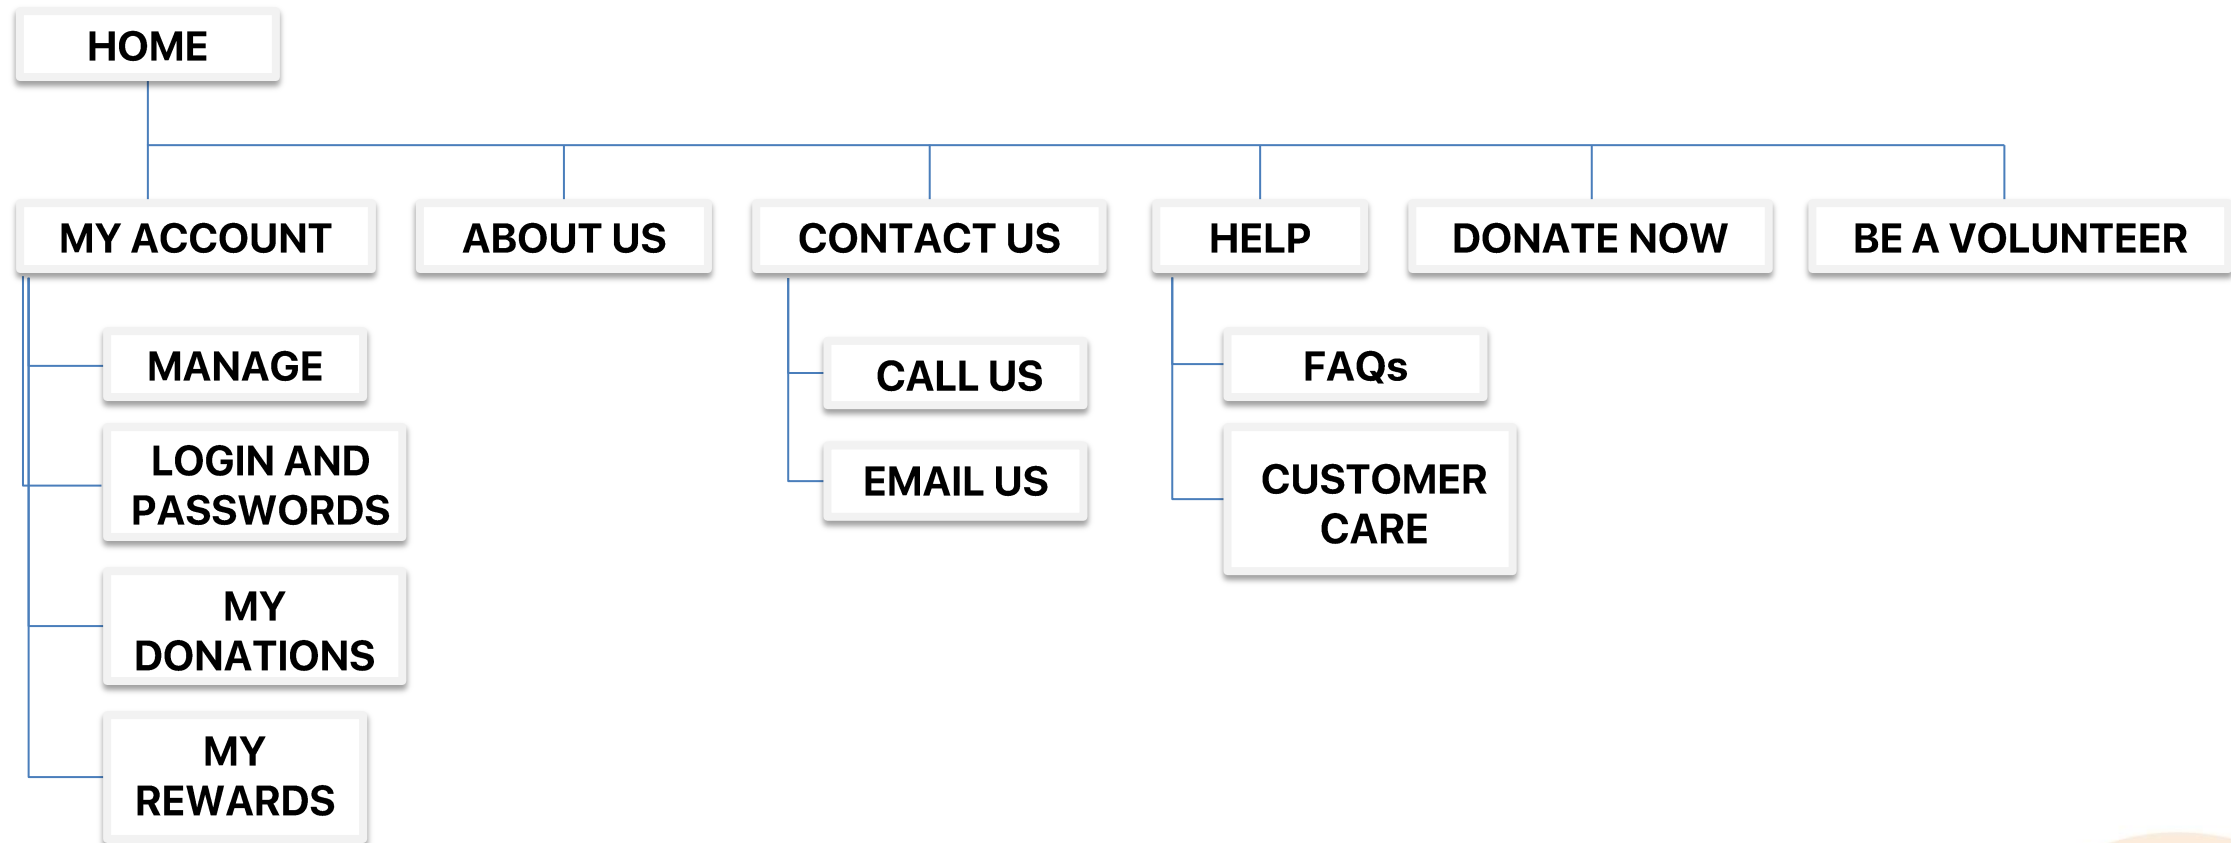 HOME
MY ACCOUNT
ABOUT US
CONTACT US
HELP
DONATE NOW
BE A VOLUNTEER
MANAGE
LOGIN AND
PASSWORDS
MY
DONATIONS
MY
REWARDS
CALL US
EMAIL US
FAQs
CUSTOMER
CARE